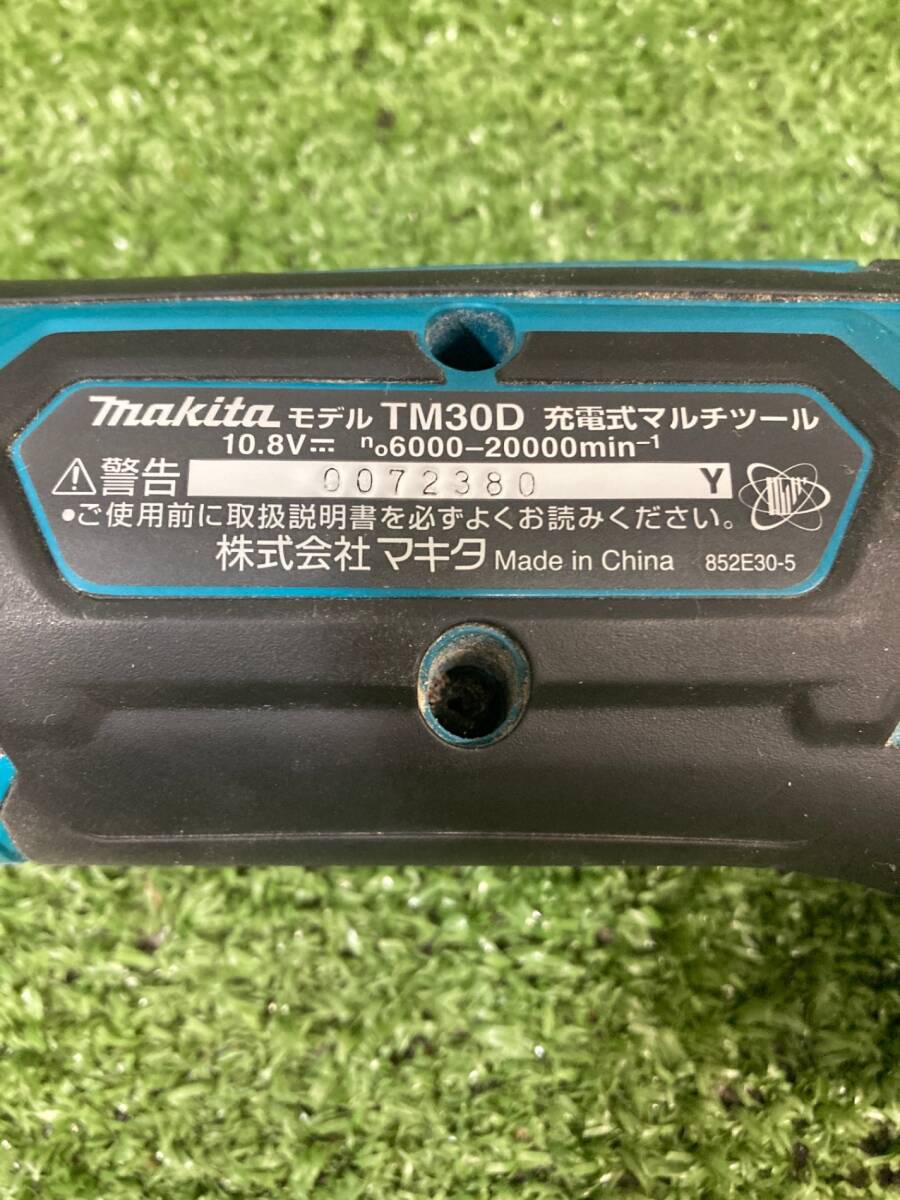 makita モデル TM30D 充電式マルチツール
10.8V⎓ n₀6000–20000min⁻¹
⚠警告 0072380 Y
●ご使用前に取扱説明書を必ずよくお読みください。
株式会社 マキタ Made in China 852E30-5